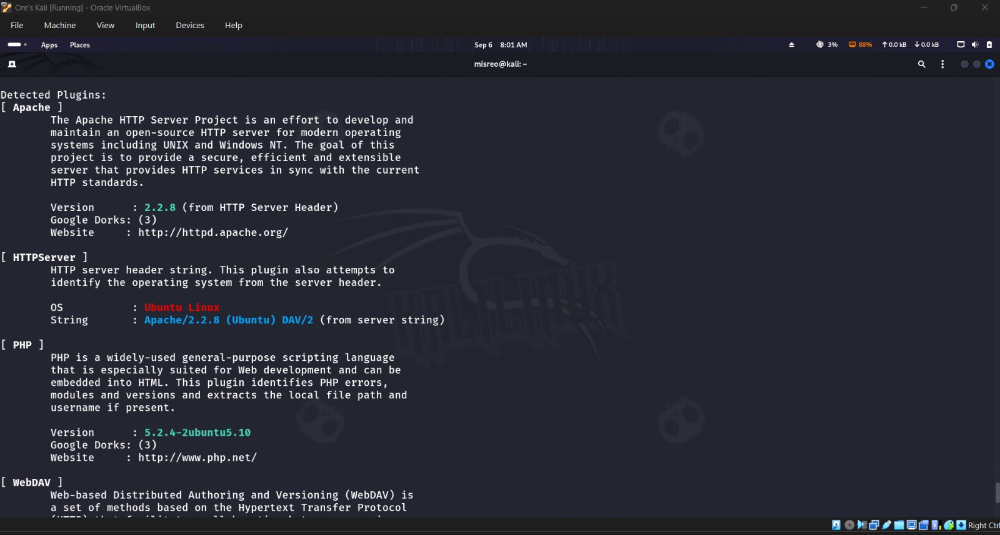 Ore's Kali [Running] - Oracle VirtualBox
File Machine View Input Devices Help
Apps Places Sep 6 8:01 AM 3% 88% ↑0.0 kB ↓0.0 kB
misreo@kali: ~
Detected Plugins:
[ Apache ]
The Apache HTTP Server Project is an effort to develop and
maintain an open-source HTTP server for modern operating
systems including UNIX and Windows NT. The goal of this
project is to provide a secure, efficient and extensible
server that provides HTTP services in sync with the current
HTTP standards.
Version : 2.2.8 (from HTTP Server Header)
Google Dorks: (3)
Website : http://httpd.apache.org/
[ HTTPServer ]
HTTP server header string. This plugin also attempts to
identify the operating system from the server header.
OS : Ubuntu Linux
String : Apache/2.2.8 (Ubuntu) DAV/2 (from server string)
[ PHP ]
PHP is a widely-used general-purpose scripting language
that is especially suited for Web development and can be
embedded into HTML. This plugin identifies PHP errors,
modules and versions and extracts the local file path and
username if present.
Version : 5.2.4-2ubuntu5.10
Google Dorks: (3)
Website : http://www.php.net/
[ WebDAV ]
Web-based Distributed Authoring and Versioning (WebDAV) is
a set of methods based on the Hypertext Transfer Protocol
KALI LINUX
Right Ctrl